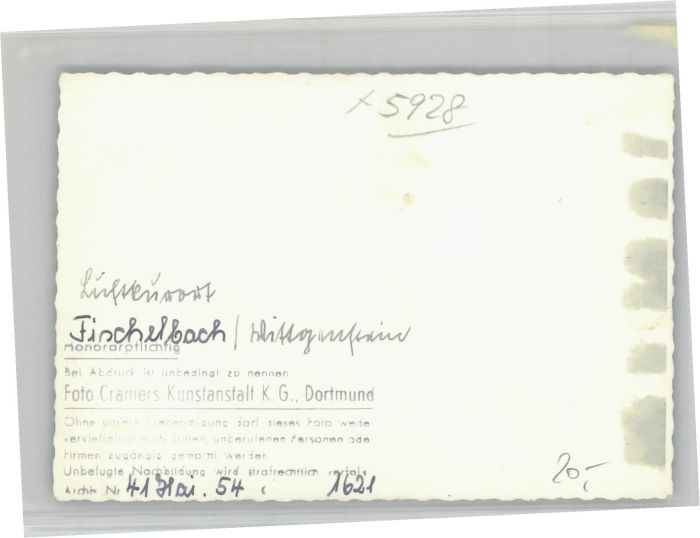 x 5928
Luftkurort
Fischelbach / Wittgenstein
Honorarpflichtig
Bei Abdruck ist unbedingt zu nennen
Foto Cramers Kunstanstalt K.G., Dortmund
Ohne unsere Genehmigung darf dieses Foto weder
vervielfältigt noch dritten, unberufenen Personen oder
Firmen zugängig gemacht werden
Unbefugte Nachbildung wird strafrechtlich verfolgt
Archiv Nr 41 Mai. 54 1621
20,-